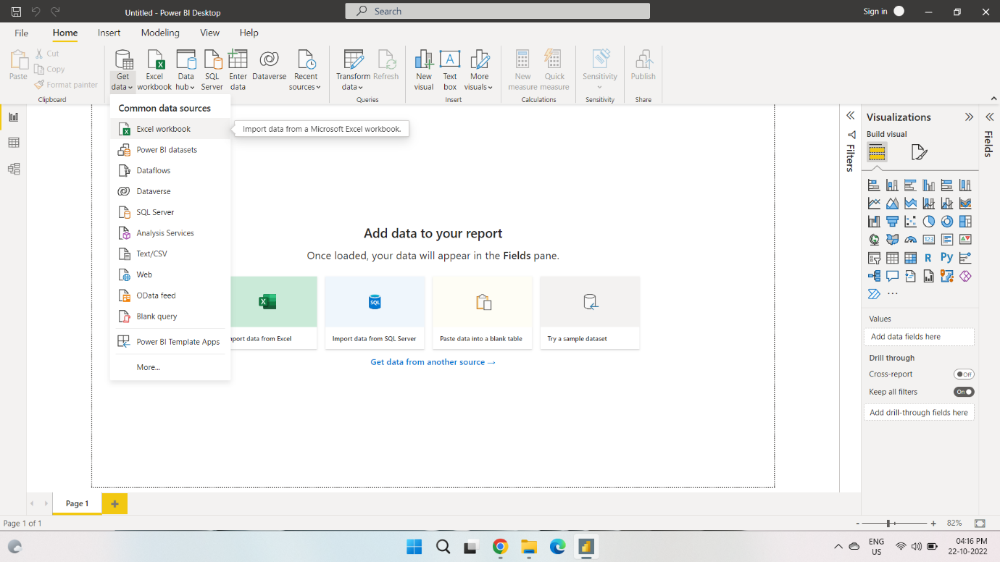 Untitled - Power BI Desktop
Search
Sign in
File Home Insert Modeling View Help
Paste
Cut
Copy
Format painter
Clipboard
Get data
Excel workbook
Data hub
SQL Server
Enter data
Dataverse
Recent sources
Transform data
Refresh
Queries
New visual
Text box
More visuals
Insert
New measure
Quick measure
Calculations
Sensitivity
Sensitivity
Publish
Share
Common data sources
Excel workbook
Import data from a Microsoft Excel workbook.
Power BI datasets
Dataflows
Dataverse
SQL Server
Analysis Services
Text/CSV
Web
OData feed
Blank query
Power BI Template Apps
More...
Add data to your report
Once loaded, your data will appear in the Fields pane.
SQL
port data from Excel
Import data from SQL Server
Paste data into a blank table
Try a sample dataset
Get data from another source →
Filters
Visualizations
Build visual
123
R
Py
...
Values
Add data fields here
Drill through
Cross-report
Off
Keep all filters
On
Add drill-through fields here
Fields
Page 1
+
Page 1 of 1
- + 82%
ENG
US
04:16 PM
22-10-2022